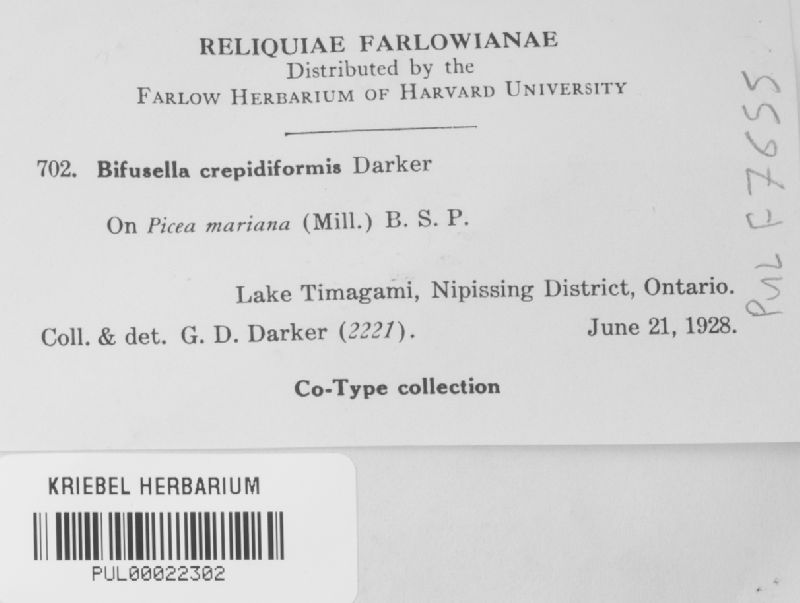 RELIQUIAE FARLOWIANAE
Distributed by the
FARLOW HERBARIUM OF HARVARD UNIVERSITY
702. Bifusella crepidiformis Darker
On Picea mariana (Mill.) B. S. P.
Lake Timagami, Nipissing District, Ontario.
Coll. & det. G. D. Darker (2221). June 21, 1928.
Co-Type collection
PUL F7655
KRIEBEL HERBARIUM
PUL00022302